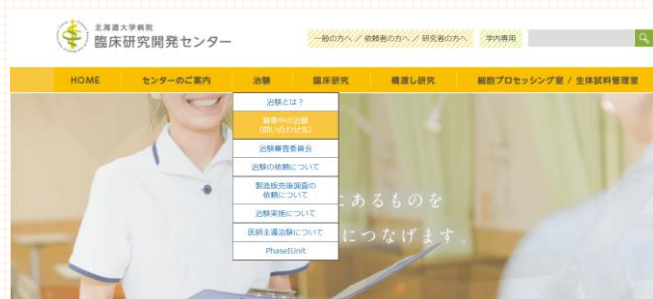 北海道大学病院
臨床研究開発センター
一般の方へ / 依頼者の方へ / 研究者の方へ
学内専用
HOME
センターのご案内
治験
臨床研究
橋渡し研究
細胞プロセッシング室 / 生体試料管理室
治験とは？
募集中の治験
(問い合わせ先)
治験審査委員会
治験の依頼について
製造販売後調査の
依頼について
治験実施について
医師主導治験について
PhaseIUnit
にあるものを
につなげます。